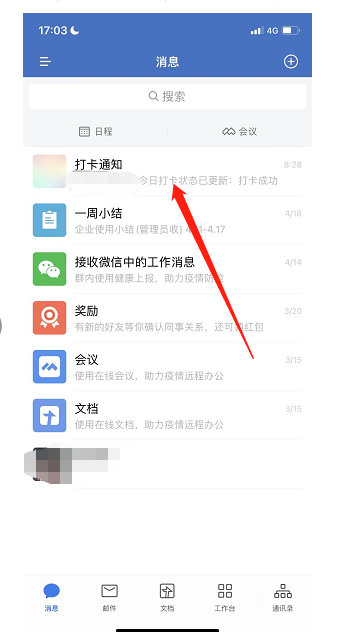 17:03
4G
消息
搜索
日程
会议
打卡通知
8:28
今日打卡状态已更新：打卡成功
一周小结
4/18
企业使用小结(管理员收)
1-4.17
接收微信中的工作消息
4/14
群内使用健康上报，助力疫情防
奖励
3/20
有新的好友等你确认同事关系，还可
红包
会议
3/15
使用在线会议，助力疫情远程办公
文档
3/15
使用在线文档，助力疫情远程办公
消息
邮件
文档
工作台
通讯录